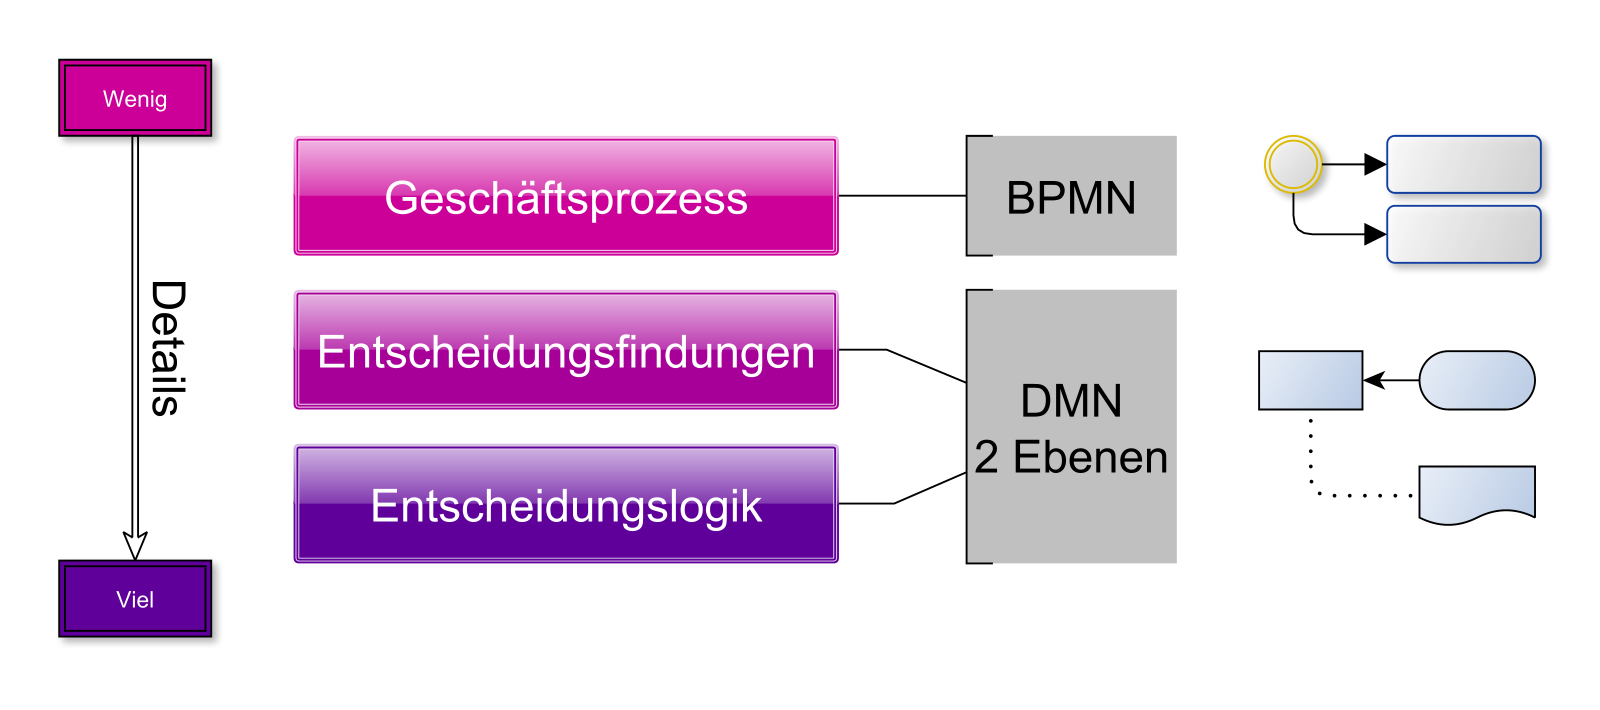 Wenig
Details
Viel
Geschäftsprozess
Entscheidungsfindungen
Entscheidungslogik
BPMN
DMN
2 Ebenen